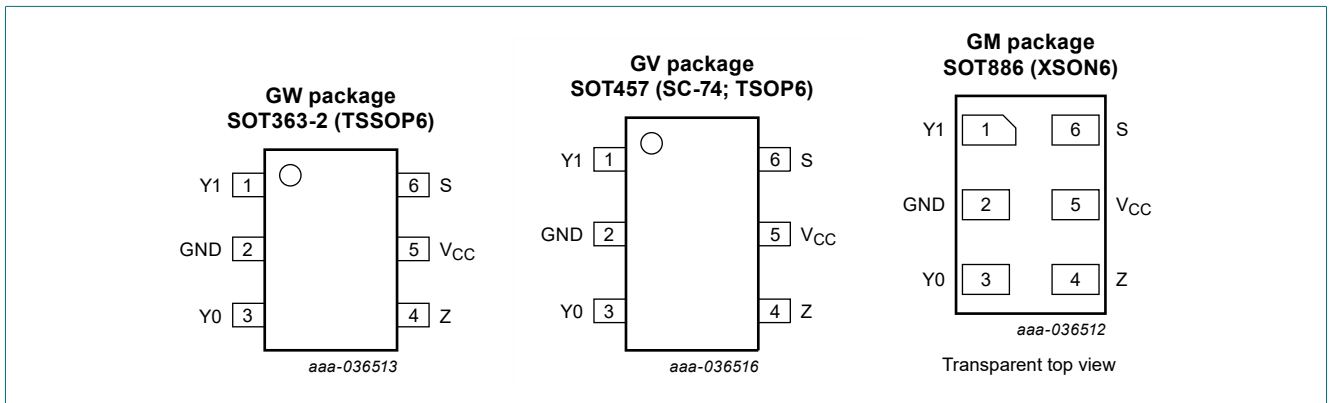 GW package
SOT363-2 (TSSOP6)
Y1 1 6 S
GND 2 5 VCC
Y0 3 4 Z
aaa-036513
GV package
SOT457 (SC-74; TSOP6)
Y1 1 6 S
GND 2 5 VCC
Y0 3 4 Z
aaa-036516
GM package
SOT886 (XSON6)
Y1 1 6 S
GND 2 5 VCC
Y0 3 4 Z
aaa-036512
Transparent top view